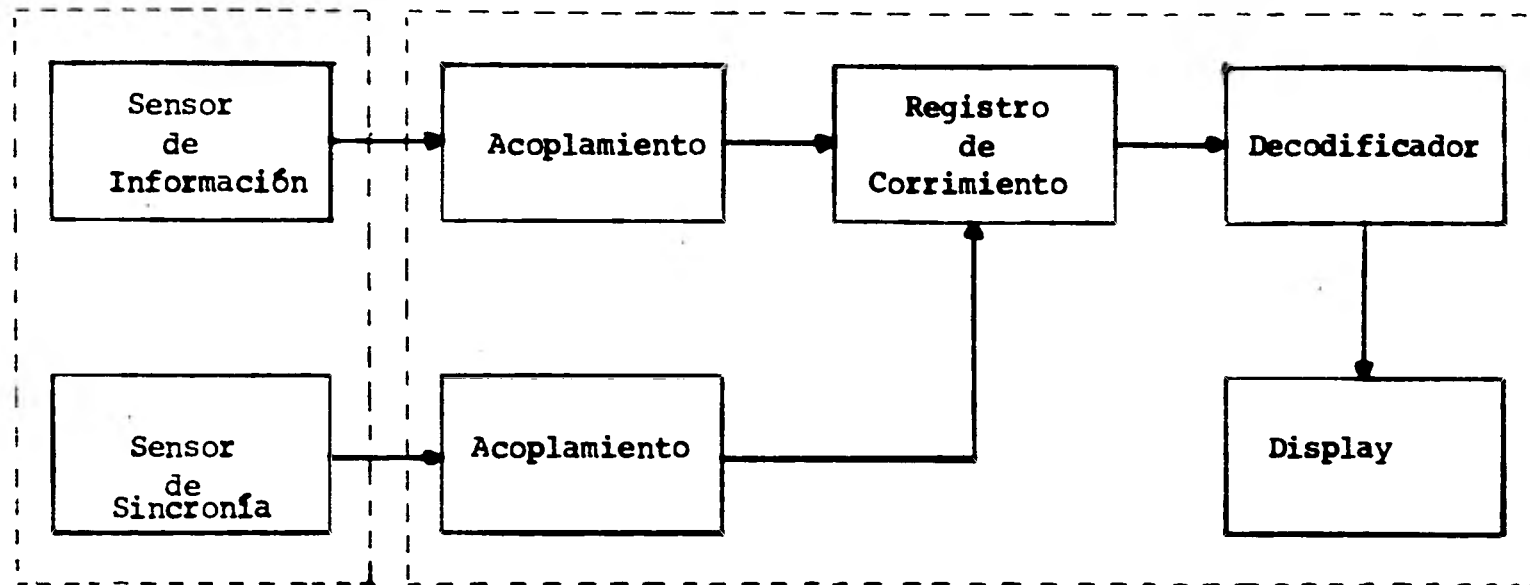 Sensor
de
Información
Acoplamiento
Registro
de
Corrimiento
Decodificador
Sensor
de
Sincronía
Acoplamiento
Display